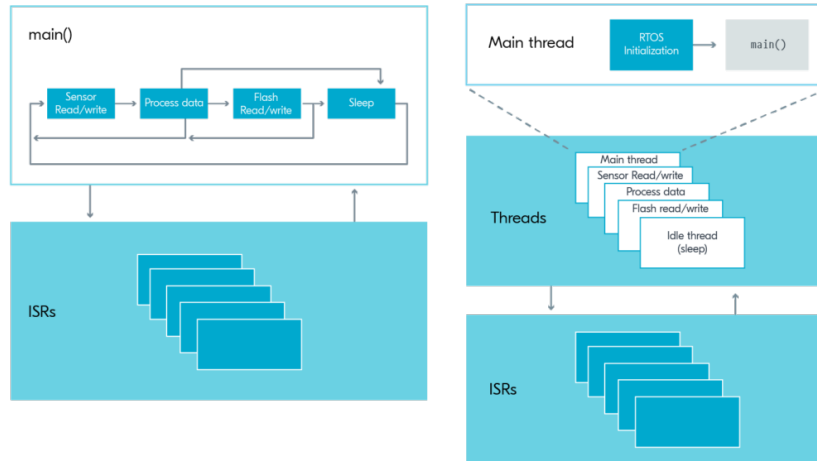 main()
Sensor
Read/write
Process data
Flash
Read/write
Sleep
ISRs
Main thread
RTOS
Initialization
main()
Threads
Main thread
Sensor Read/write
Process data
Flash read/write
Idle thread
(sleep)
ISRs